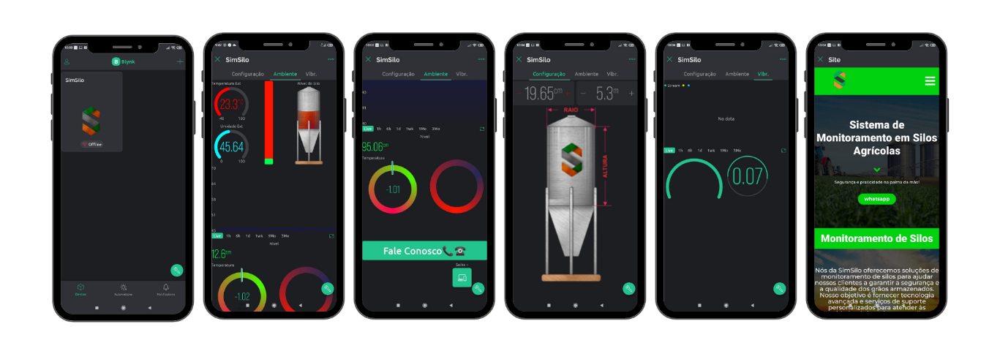 Blynk
SimSilo
Offline
9:42
SimSilo
Configuração Ambiente Vibr.
Temperatura Ext
Nível do Silo
23.3
-40 100
Umidade Ext
45.64
0 100
Live 1h 6h 1d 1wk 1Mo 3Mo
Nivel
12.6cm
Temperatura
-1.02
SimSilo
Configuração Ambiente Vibr.
Live 1h 6h 1d 1wk 1Mo 3Mo
Nivel
95.06cm
Temperatura
-1.01
Fale Conosco
SimSilo
Configuração Ambiente Vibr.
- 19.65cm +
- 5.3m +
RAIO
ALTURA
SimSilo
Configuração Ambiente Vibr.
Stream
No data
Live 1h 6h 1d 1wk 1Mo 3Mo
0.07
Site
Sistema de
Monitoramento em Silos
Agrícolas
Segurança e praticidade na palma da mão!
whatsapp
Monitoramento de Silos
Nós da SimSilo oferecemos soluções de
monitoramento de silos para ajudar
nossos clientes a garantir a segurança e
a qualidade dos grãos armazenados.
Nosso objetivo é fornecer tecnologia
avançada e serviços de suporte
personalizados para atender às